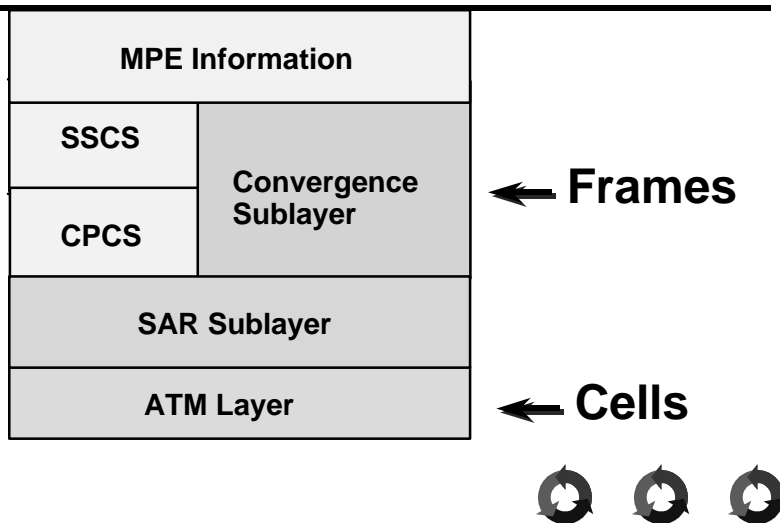 MPE Information
SSCS
CPCS
Convergence
Sublayer
Frames
SAR Sublayer
ATM Layer
Cells